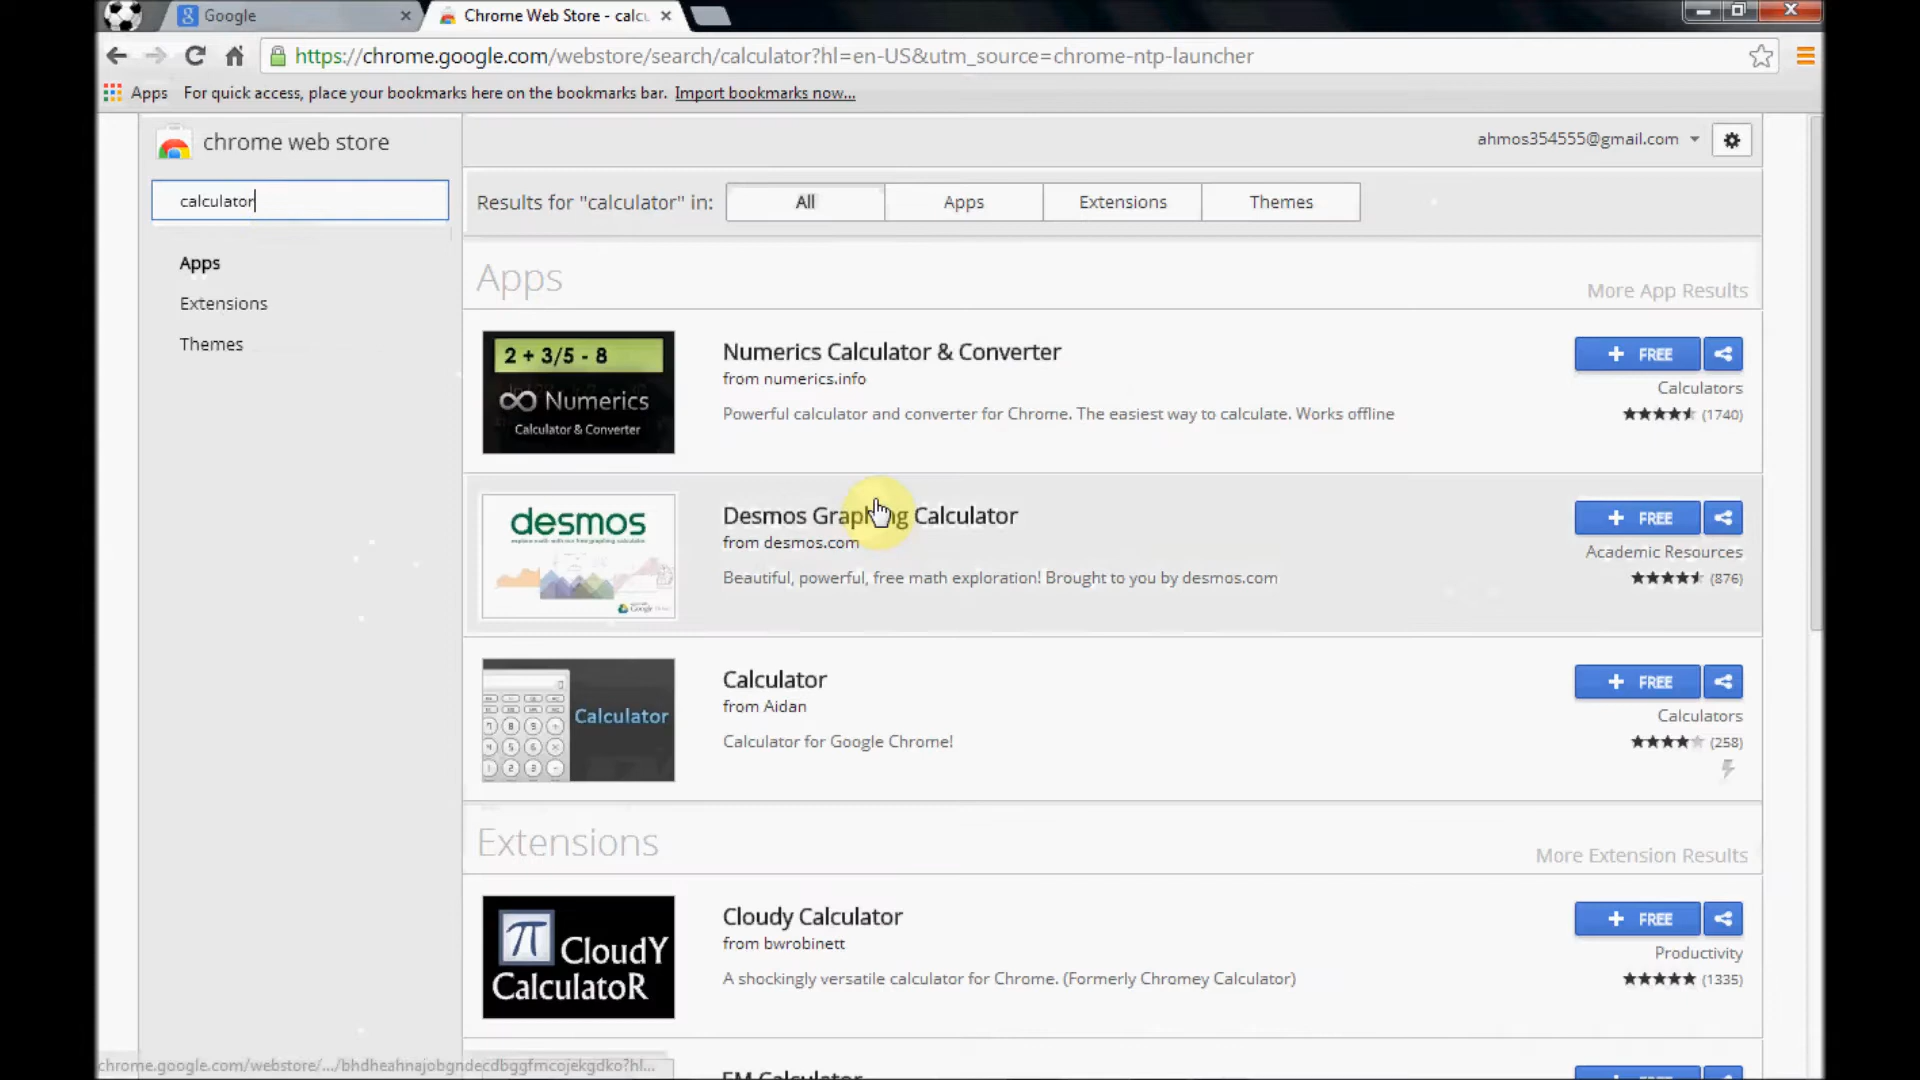 Google
Chrome Web Store - calcu
https://chrome.google.com/webstore/search/calculator?hl=en-US&utm_source=chrome-ntp-launcher
Apps For quick access, place your bookmarks here on the bookmarks bar. Import bookmarks now...
chrome web store
ahmos354555@gmail.com
calculator
Results for "calculator" in: All Apps Extensions Themes
Apps
Extensions
Themes
Apps
More App Results
2 + 3/5 - 8
Numerics
Calculator & Converter
Numerics Calculator & Converter
from numerics.info
Powerful calculator and converter for Chrome. The easiest way to calculate. Works offline
FREE
Calculators
(1740)
desmos
Desmos Graphing Calculator
from desmos.com
Beautiful, powerful, free math exploration! Brought to you by desmos.com
FREE
Academic Resources
(876)
Calculator
Calculator
from Aidan
Calculator for Google Chrome!
FREE
Calculators
(258)
Extensions
More Extension Results
π CloudY
CalculatoR
Cloudy Calculator
from bwrobinett
A shockingly versatile calculator for Chrome. (Formerly Chromey Calculator)
FREE
Productivity
(1335)
chrome.google.com/webstore/.../bhdheahnajobgndecdbggfmcojekgdko?hl...